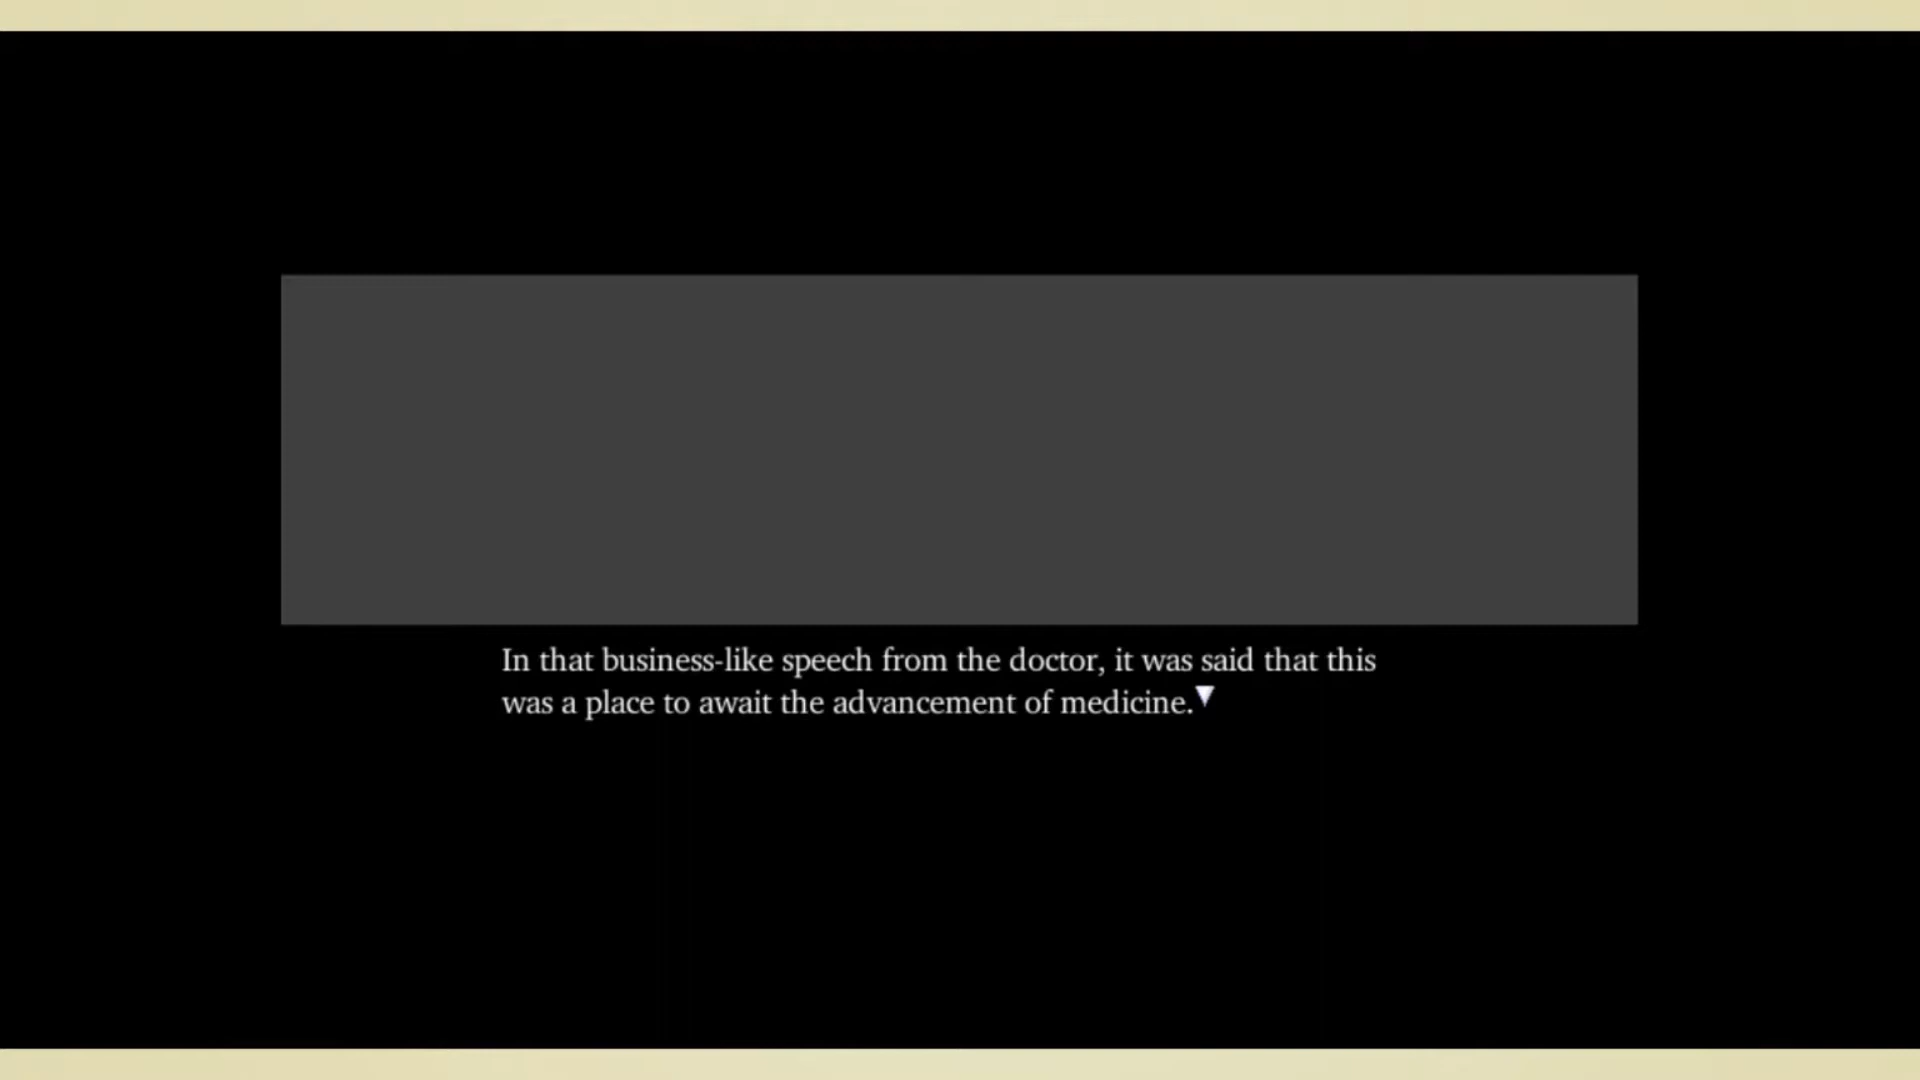 In that business-like speech from the doctor, it was said that this
was a place to await the advancement of medicine.